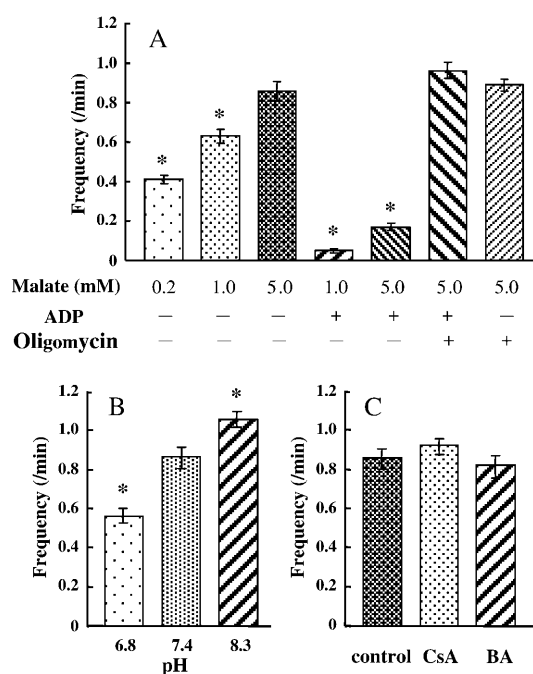 A
Frequency (/min)
1.2
1.0
0.8
0.6
0.4
0.2
0
* * * *
Malate (mM) 0.2 1.0 5.0 1.0 5.0 5.0 5.0
ADP — — — + + + —
Oligomycin — — — — — + +
B
Frequency (/min)
1.2
1.0
0.8
0.6
0.4
0.2
0
* *
6.8 7.4 8.3
pH
C
Frequency (/min)
1.2
1.0
0.8
0.6
0.4
0.2
0
control CsA BA